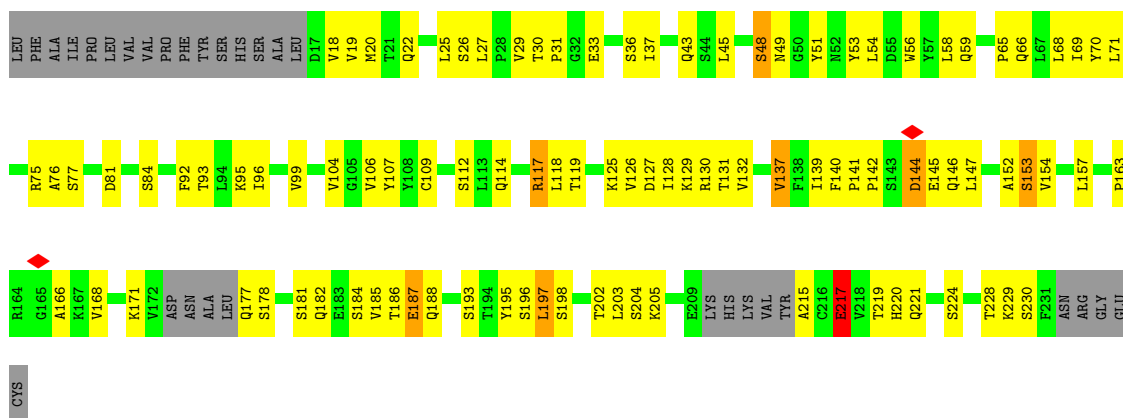 LEU PHE ALA ILE PRO LEU VAL VAL PRO PHE TYR SER HIS SER ALA LEU D17 V18 V19 M20 T21 Q22 L25 S26 L27 P28 V29 T30 P31 G32 E33 S36 I37 Q43 S44 L45 S48 N49 G50 Y51 N52 Y53 L54 D55 W56 Y57 L58 Q59 P65 Q66 L67 L68 I69 Y70 L71
R75 A76 S77 D81 S84 F92 T93 L94 K95 I96 V99 V104 G105 V106 Y107 Y108 C109 S112 L113 Q114 R117 L118 T119 K125 V126 D127 I128 K129 R130 T131 V132 V137 F138 I139 F140 P141 P142 S143 D144 E145 Q146 L147 A152 S153 V154 L157 P163
R164 G165 A166 K167 V168 K171 V172 ASP ASN ALA LEU Q177 S178 S181 Q182 E183 S184 V185 T186 E187 Q188 S193 T194 Y195 S196 L197 S198 T202 L203 S204 K205 E209 LYS HIS LYS VAL TYR A215 C216 E217 V218 T219 H220 Q221 S224 T228 K229 S230 F231 ASN ARG GLY GLU
CYS